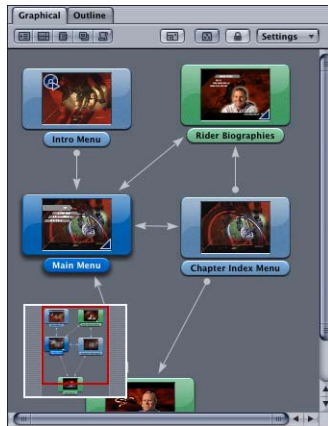 Graphical Outline
Settings
Intro Menu
Rider Biographies
Main Menu
Chapter Index Menu